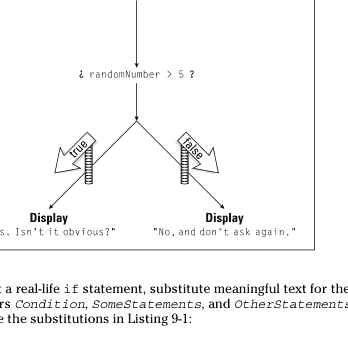 ¿ randomNumber > 5 ?
true
false
Display
Display
s. Isn't it obvious?"
"No, and don't ask again."
t a real-life if statement, substitute meaningful text for the
rs Condition, SomeStatements, and OtherStatements
e the substitutions in Listing 9-1: